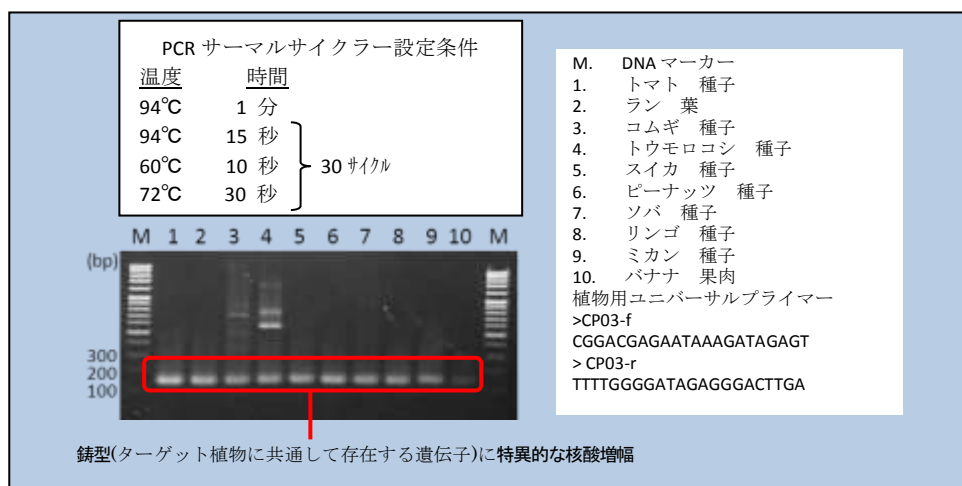 PCR サーマルサイクラー設定条件
温度 時間
94℃ 1 分
94℃ 15 秒
60℃ 10 秒
72℃ 30 秒
30 ｻｲｸﾙ
M 1 2 3 4 5 6 7 8 9 10 M
(bp)
300
200
100
鋳型(ターゲット植物に共通して存在する遺伝子)に特異的な核酸増幅
M. DNA マーカー
1. トマト 種子
2. ラン 葉
3. コムギ 種子
4. トウモロコシ 種子
5. スイカ 種子
6. ピーナッツ 種子
7. ソバ 種子
8. リンゴ 種子
9. ミカン 種子
10. バナナ 果肉
植物用ユニバーサルプライマー
>CP03-f
CGGACGAGAATAAAGATAGAGT
> CP03-r
TTTTGGGGATAGAGGGACTTGA